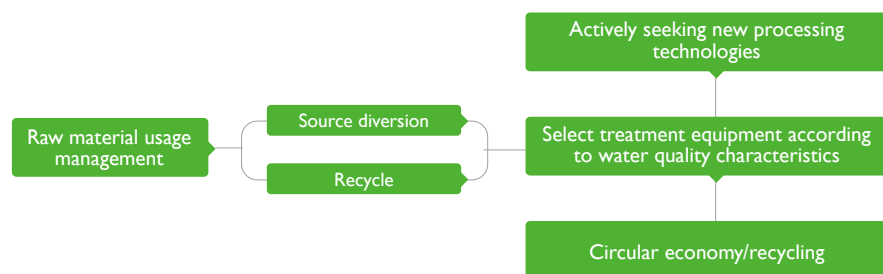 Actively seeking new processing
technologies
Source diversion
Raw material usage
management
Select treatment equipment according
to water quality characteristics
Recycle
Circular economy/recycling